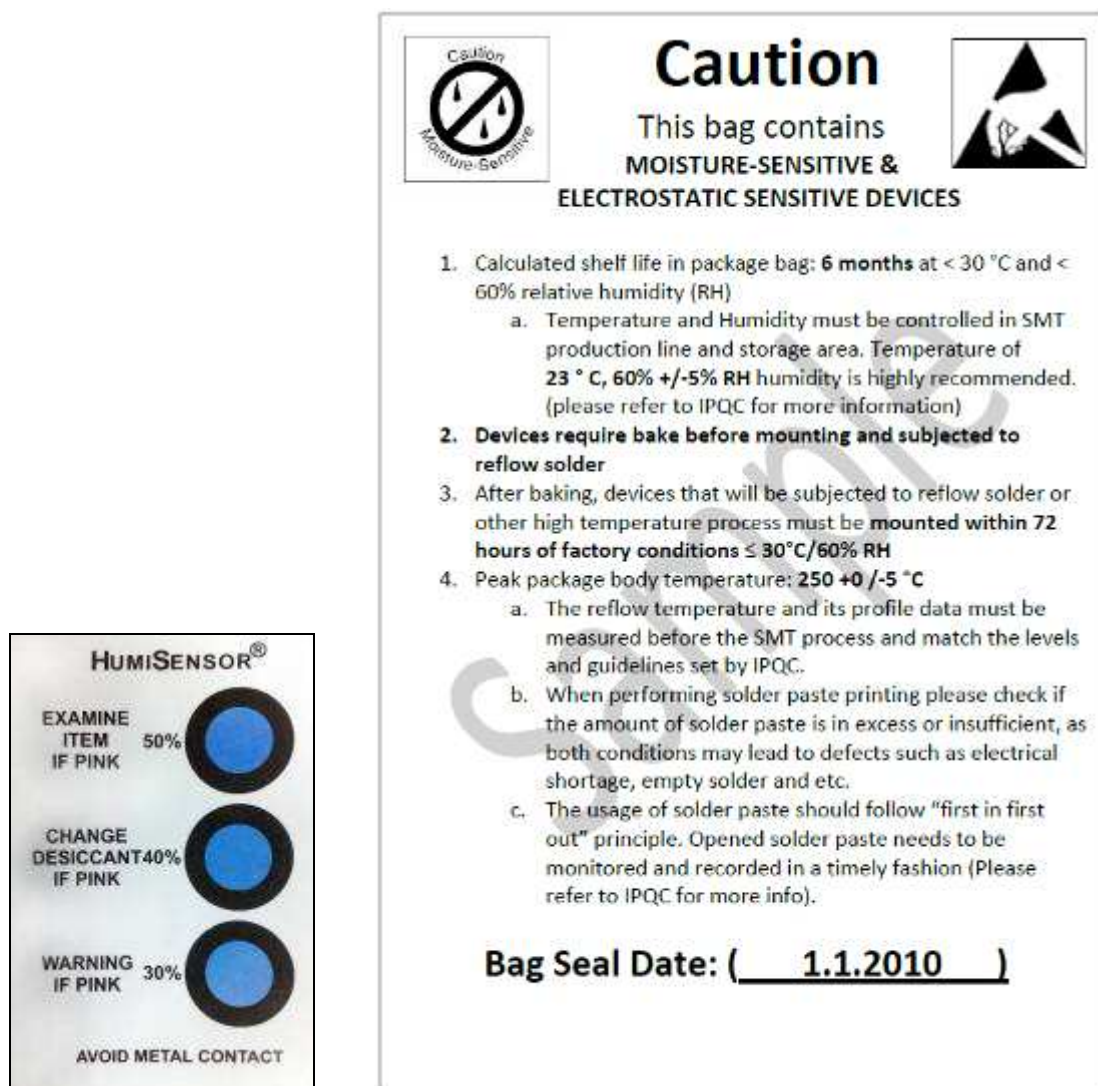 Caution
Moisture-Sensitive
Caution
This bag contains
MOISTURE-SENSITIVE &
ELECTROSTATIC SENSITIVE DEVICES
1. Calculated shelf life in package bag: 6 months at < 30 °C and <
60% relative humidity (RH)
a. Temperature and Humidity must be controlled in SMT
production line and storage area. Temperature of
23 ° C, 60% +/-5% RH humidity is highly recommended.
(please refer to IPQC for more information)
2. Devices require bake before mounting and subjected to
reflow solder
3. After baking, devices that will be subjected to reflow solder or
other high temperature process must be mounted within 72
hours of factory conditions ≤ 30°C/60% RH
4. Peak package body temperature: 250 +0 /-5 °C
a. The reflow temperature and its profile data must be
measured before the SMT process and match the levels
and guidelines set by IPQC.
b. When performing solder paste printing please check if
the amount of solder paste is in excess or insufficient, as
both conditions may lead to defects such as electrical
shortage, empty solder and etc.
c. The usage of solder paste should follow “first in first
out” principle. Opened solder paste needs to be
monitored and recorded in a timely fashion (Please
refer to IPQC for more info).
Bag Seal Date: ( 1.1.2010 )
Sample
HUMISENSOR®
EXAMINE
ITEM 50%
IF PINK
CHANGE
DESICCANT 40%
IF PINK
WARNING 30%
IF PINK
AVOID METAL CONTACT